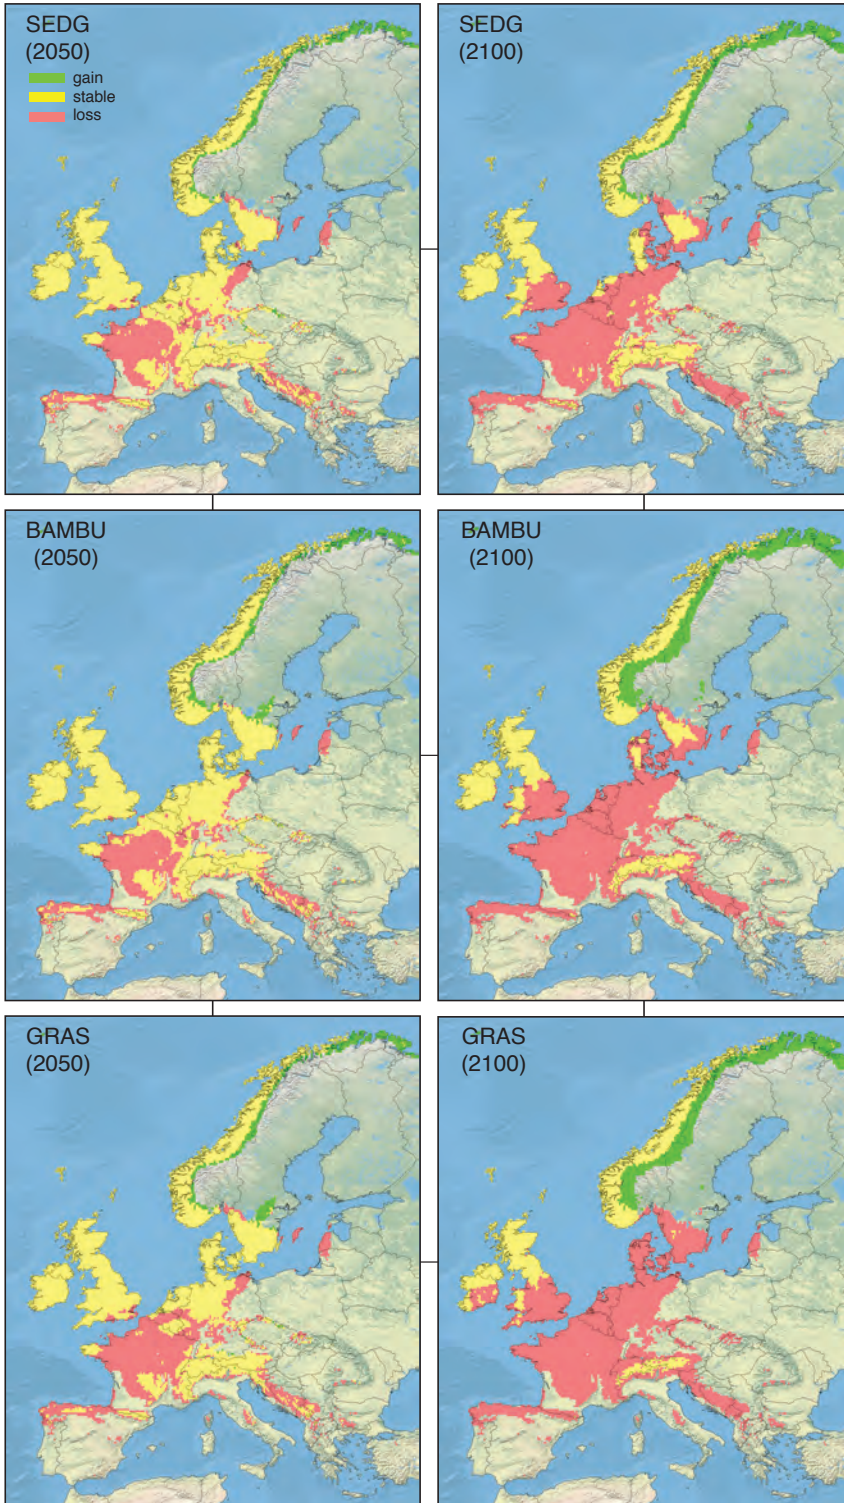 SEDG
(2050)
gain
stable
loss
SEDG
(2100)
BAMBU
(2050)
BAMBU
(2100)
GRAS
(2050)
GRAS
(2100)